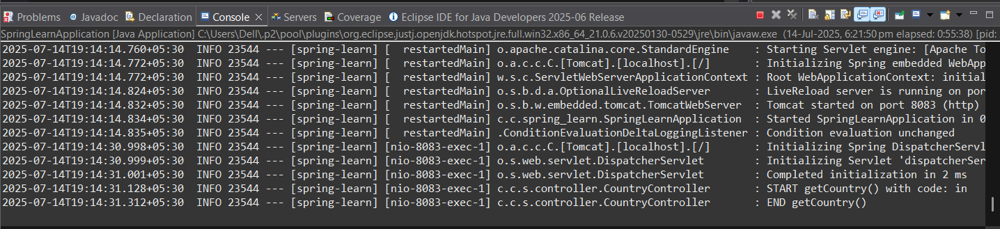 Problems Javadoc Declaration Console Servers Coverage Eclipse IDE for Java Developers 2025-06 Release
SpringLearnApplication [Java Application] C:\Users\Dell\.p2\pool\plugins\org.eclipse.justj.openjdk.hotspot.jre.full.win32.x86_64_21.0.6.v20250130-0529\jre\bin\javaw.exe (14-Jul-2025, 6:21:50 pm elapsed: 0:55:38) [pid:
2025-07-14T19:14:14.760+05:30  INFO 23544 --- [spring-learn] [  restartedMain] o.apache.catalina.core.StandardEngine    : Starting Servlet engine: [Apache To
2025-07-14T19:14:14.772+05:30  INFO 23544 --- [spring-learn] [  restartedMain] o.a.c.c.C.[Tomcat].[localhost].[/]       : Initializing Spring embedded WebApp
2025-07-14T19:14:14.772+05:30  INFO 23544 --- [spring-learn] [  restartedMain] w.s.c.ServletWebServerApplicationContext : Root WebApplicationContext: initial
2025-07-14T19:14:14.824+05:30  INFO 23544 --- [spring-learn] [  restartedMain] o.s.b.d.a.OptionalLiveReloadServer       : LiveReload server is running on por
2025-07-14T19:14:14.832+05:30  INFO 23544 --- [spring-learn] [  restartedMain] o.s.b.w.embedded.tomcat.TomcatWebServer  : Tomcat started on port 8083 (http)
2025-07-14T19:14:14.834+05:30  INFO 23544 --- [spring-learn] [  restartedMain] c.c.spring_learn.SpringLearnApplication  : Started SpringLearnApplication in 0
2025-07-14T19:14:14.835+05:30  INFO 23544 --- [spring-learn] [  restartedMain] .ConditionEvaluationDeltaLoggingListener : Condition evaluation unchanged
2025-07-14T19:14:30.998+05:30  INFO 23544 --- [spring-learn] [nio-8083-exec-1] o.a.c.c.C.[Tomcat].[localhost].[/]       : Initializing Spring DispatcherServl
2025-07-14T19:14:30.999+05:30  INFO 23544 --- [spring-learn] [nio-8083-exec-1] o.s.web.servlet.DispatcherServlet        : Initializing Servlet 'dispatcherSer
2025-07-14T19:14:31.001+05:30  INFO 23544 --- [spring-learn] [nio-8083-exec-1] o.s.web.servlet.DispatcherServlet        : Completed initialization in 2 ms
2025-07-14T19:14:31.128+05:30  INFO 23544 --- [spring-learn] [nio-8083-exec-1] c.c.s.controller.CountryController       : START getCountry() with code: in
2025-07-14T19:14:31.312+05:30  INFO 23544 --- [spring-learn] [nio-8083-exec-1] c.c.s.controller.CountryController       : END getCountry()